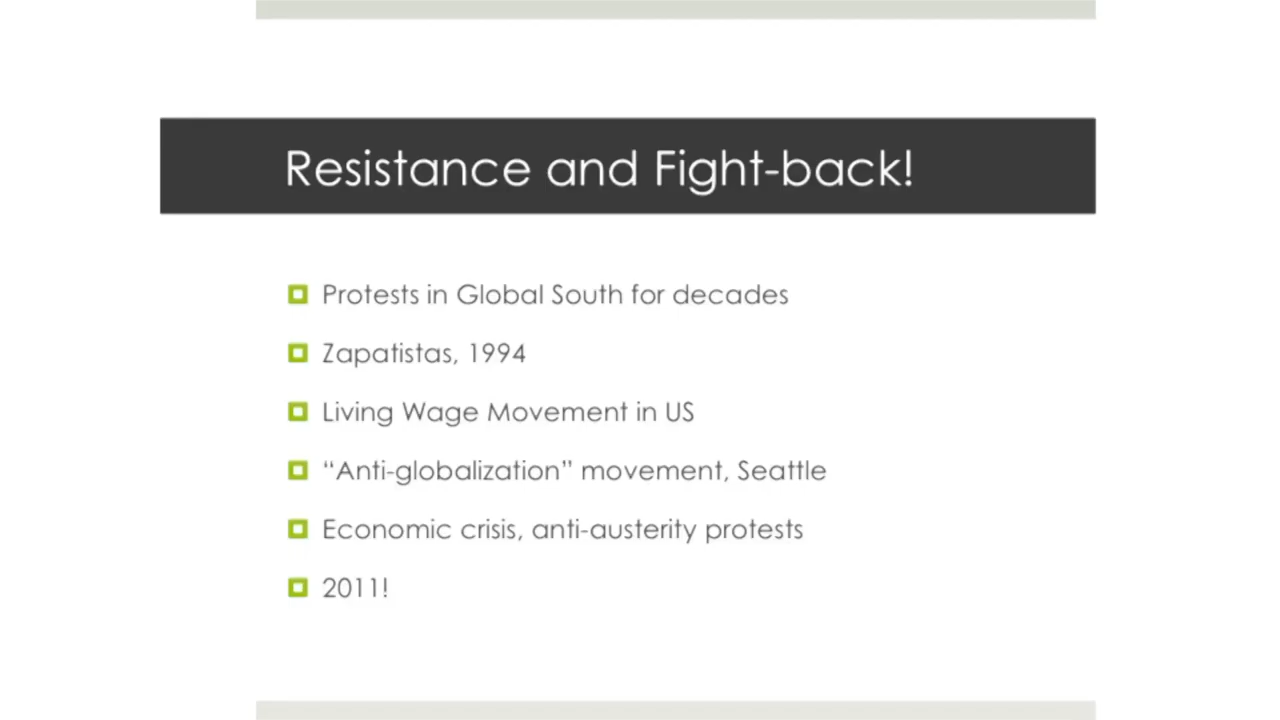 Resistance and Fight-back!
Protests in Global South for decades
Zapatistas, 1994
Living Wage Movement in US
“Anti-globalization” movement, Seattle
Economic crisis, anti-austerity protests
2011!